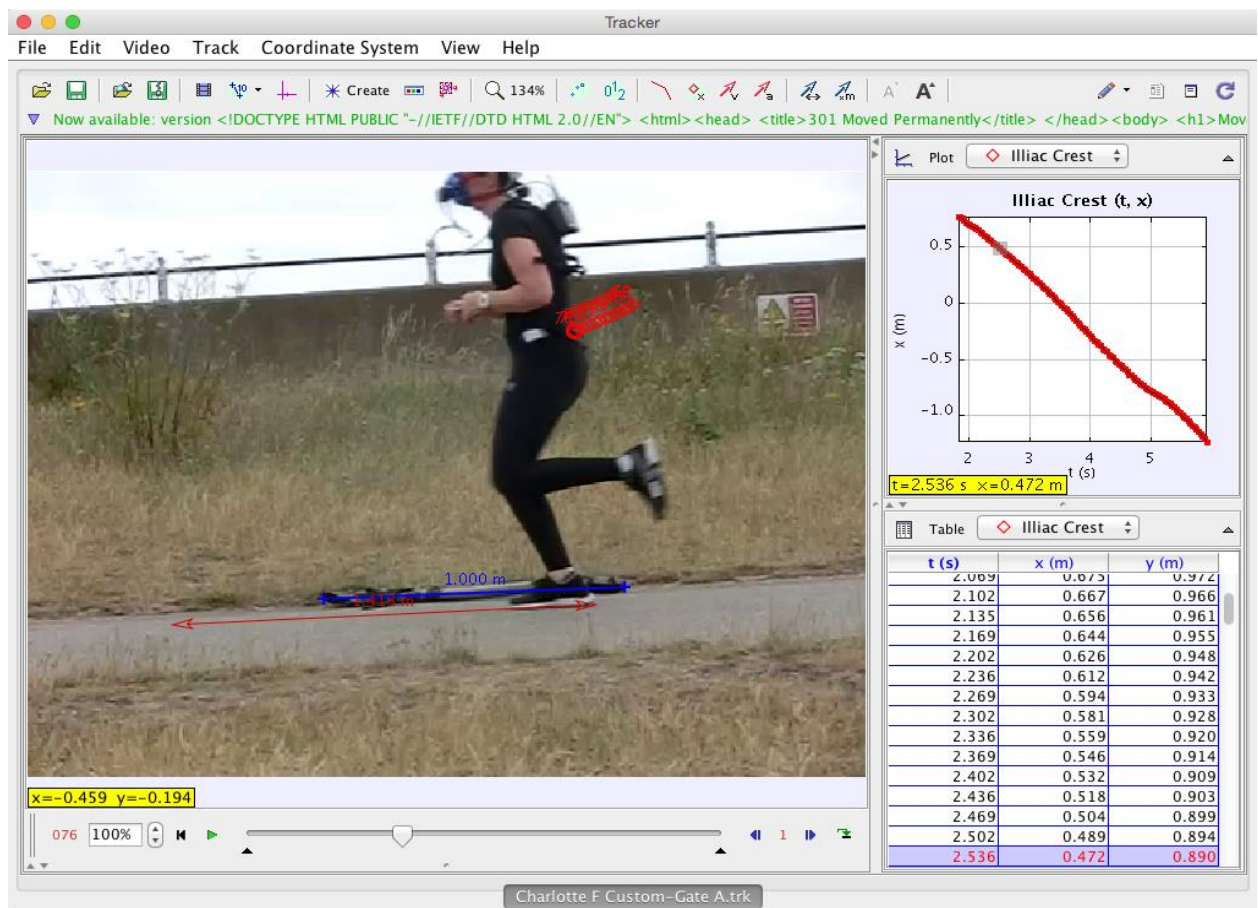 Tracker
File Edit Video Track Coordinate System View Help
Create 134%
Now available: version <!DOCTYPE HTML PUBLIC "-//IETF//DTD HTML 2.0//EN"> <html><head> <title>301 Moved Permanently</title> </head><body> <h1>Mov
Plot Illiac Crest
Illiac Crest (t, x)
0.5
0
-0.5
-1.0
x (m)
2 3 4 5
t (s)
t=2.536 s x=0.472 m
1.000 m
Table Illiac Crest
t (s) x (m) y (m)
2.069 0.675 0.972
2.102 0.667 0.966
2.135 0.656 0.961
2.169 0.644 0.955
2.202 0.626 0.948
2.236 0.612 0.942
2.269 0.594 0.933
2.302 0.581 0.928
2.336 0.559 0.920
2.369 0.546 0.914
2.402 0.532 0.909
2.436 0.518 0.903
2.469 0.504 0.899
2.502 0.489 0.894
2.536 0.472 0.890
x=-0.459 y=-0.194
076 100% 1
Charlotte F Custom-Gate A.trk